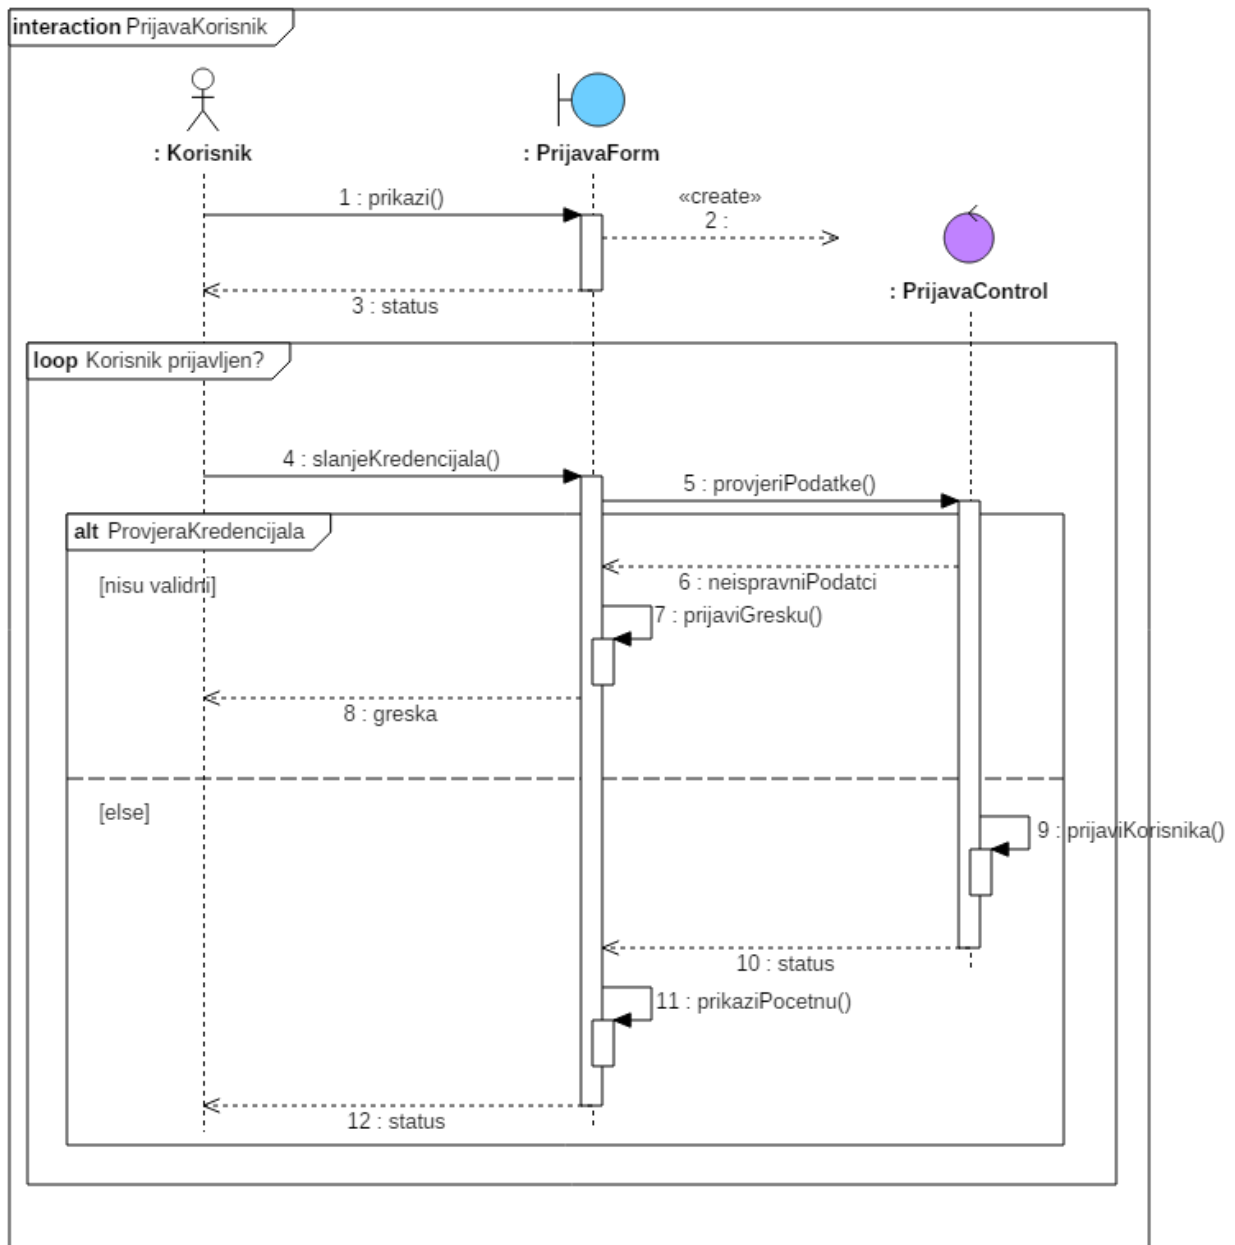 interaction PrijavaKorisnik
: Korisnik
: PrijavaForm
1 : prikazi()
«create»
2 :
: PrijavaControl
3 : status
loop Korisnik prijavljen?
4 : slanjeKredencijala()
5 : provjeriPodatke()
alt ProvjeraKredencijala
[nisu validni]
6 : neispravniPodatci
7 : prijaviGresku()
8 : greska
[else]
9 : prijaviKorisnika()
10 : status
11 : prikaziPocetnu()
12 : status